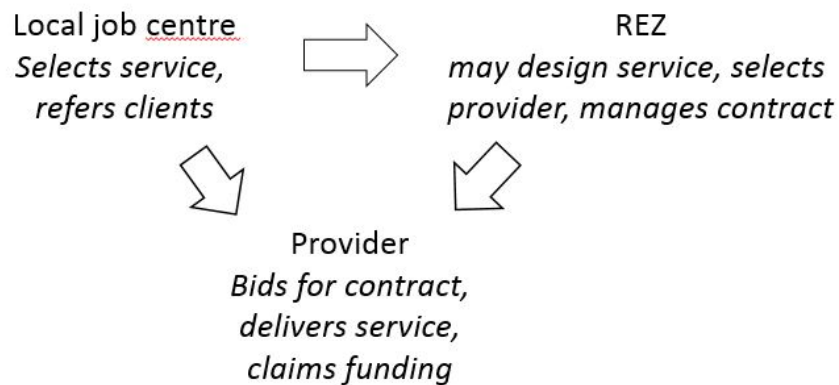 Local job centre
Selects service,
refers clients
REZ
may design service, selects
provider, manages contract
Provider
Bids for contract,
delivers service,
claims funding